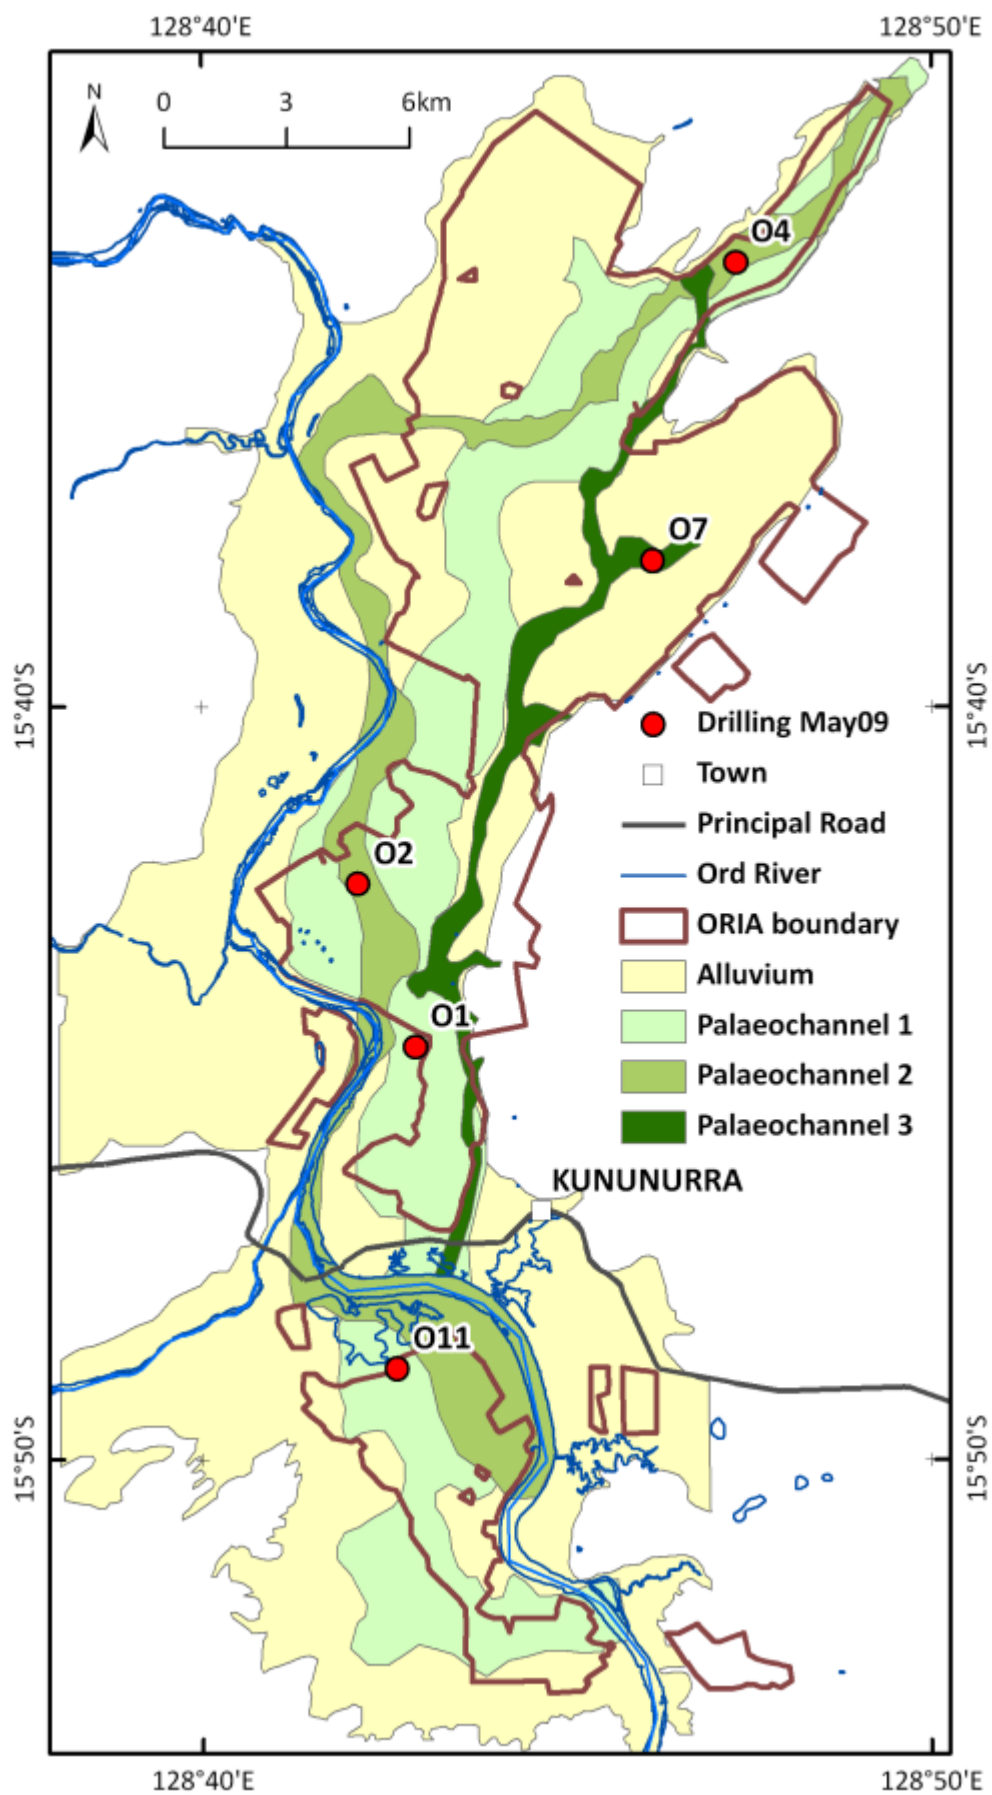 128°40'E
128°50'E
N
0
3
6km
O4
O7
15°40'S
15°40'S
Drilling May09
Town
Principal Road
O2
Ord River
ORIA boundary
Alluvium
O1
Palaeochannel 1
Palaeochannel 2
Palaeochannel 3
KUNUNURRA
O11
15°50'S
15°50'S
128°40'E
128°50'E